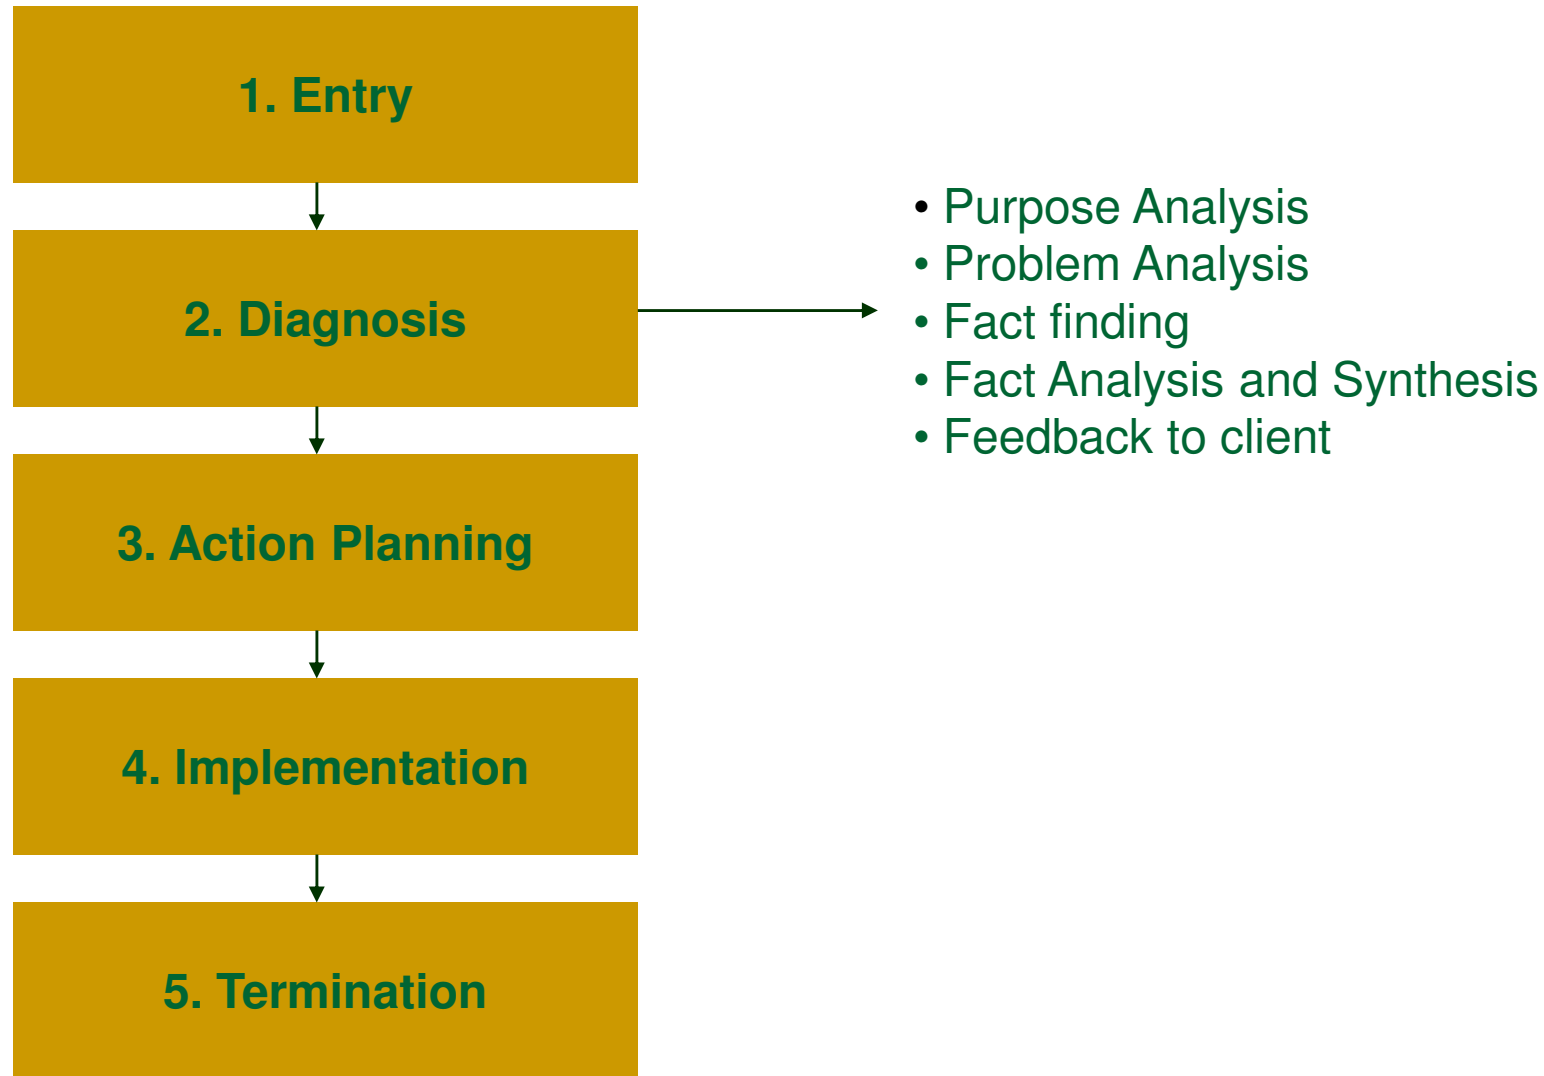 1. Entry
2. Diagnosis
• Purpose Analysis
• Problem Analysis
• Fact finding
• Fact Analysis and Synthesis
• Feedback to client
3. Action Planning
4. Implementation
5. Termination